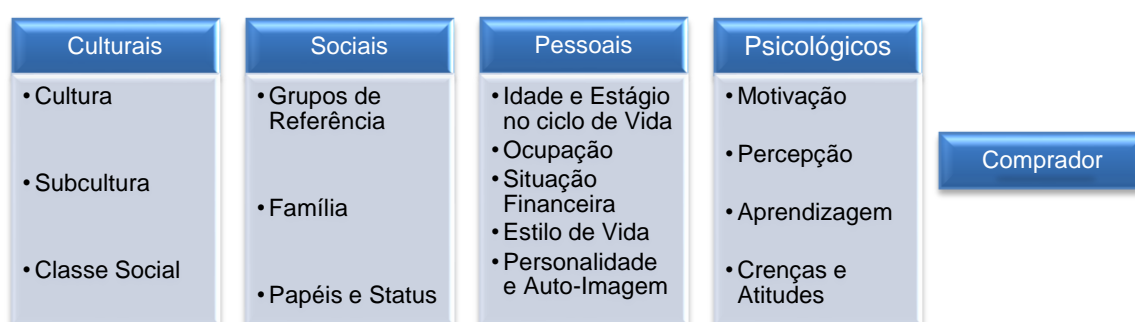 Culturais
• Cultura
• Subcultura
• Classe Social
Sociais
• Grupos de
Referência
• Família
• Papéis e Status
Pessoais
• Idade e Estágio
no ciclo de Vida
• Ocupação
• Situação
Financeira
• Estilo de Vida
• Personalidade
e Auto-Imagem
Psicológicos
• Motivação
• Percepção
• Aprendizagem
• Crenças e
Atitudes
Comprador